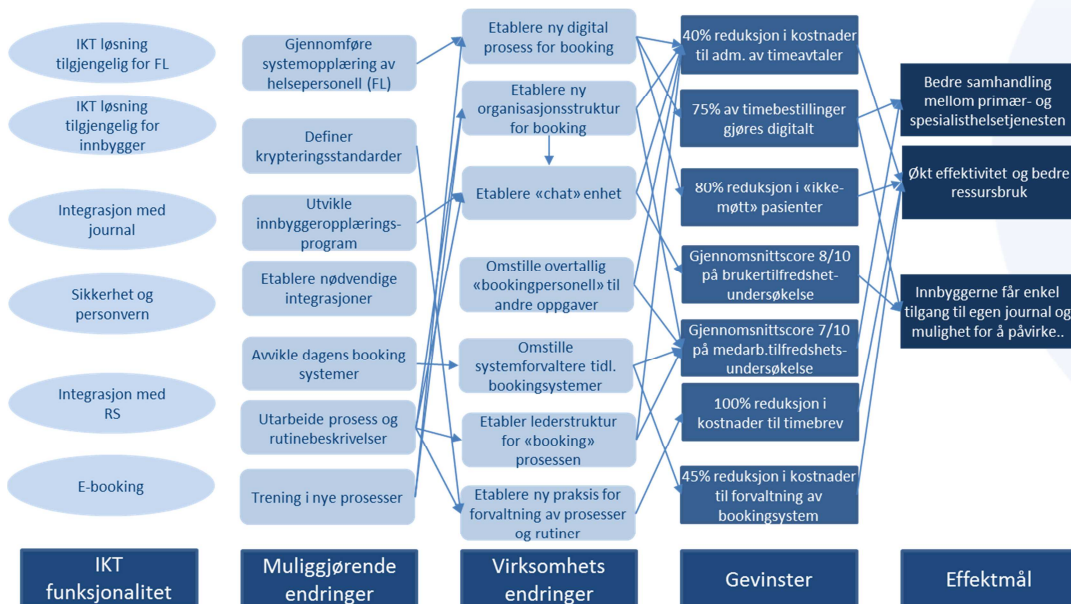 IKT løsning
tilgjengelig for FL
IKT løsning
tilgjengelig for
innbygger
Integrasjon med
journal
Sikkerhet og
personvern
Integrasjon med
RS
E-booking
IKT
funksjonalitet
Gjennomføre
systemopplæring av
helsepersonell (FL)
Definer
krypteringsstandarder
Utvikle
innbyggeropplærings-
program
Etablere nødvendige
integrasjoner
Avvikle dagens booking
systemer
Utarbeide prosess og
rutinebeskrivelser
Trening i nye prosesser
Muliggjørende
endringer
Etablere ny digital
prosess for booking
Etablere ny
organisasjonsstruktur
for booking
Etablere «chat» enhet
Omstille overtallig
«bookingpersonell» til
andre oppgaver
Omstille
systemforvaltere tidl.
bookingsystemer
Etabler lederstruktur
for «booking»
prosessen
Etablere ny praksis for
forvaltning av prosesser
og rutiner
Virksomhets
endringer
40% reduksjon i kostnader
til adm. av timeavtaler
75% av timebestillinger
gjøres digitalt
80% reduksjon i «ikke-
møtt» pasienter
Gjennomsnittscore 8/10
på brukertilfredshet-
undersøkelse
Gjennomsnittscore 7/10
på medarb.tilfredshets-
undersøkelse
100% reduksjon i
kostnader til timebrev
45% reduksjon i kostnader
til forvaltning av
bookingsystem
Gevinster
Bedre samhandling
mellom primær- og
spesialisthelsetjenesten
Økt effektivitet og bedre
ressursbruk
Innbyggerne får enkel
tilgang til egen journal og
mulighet for å påvirke..
Effektmål